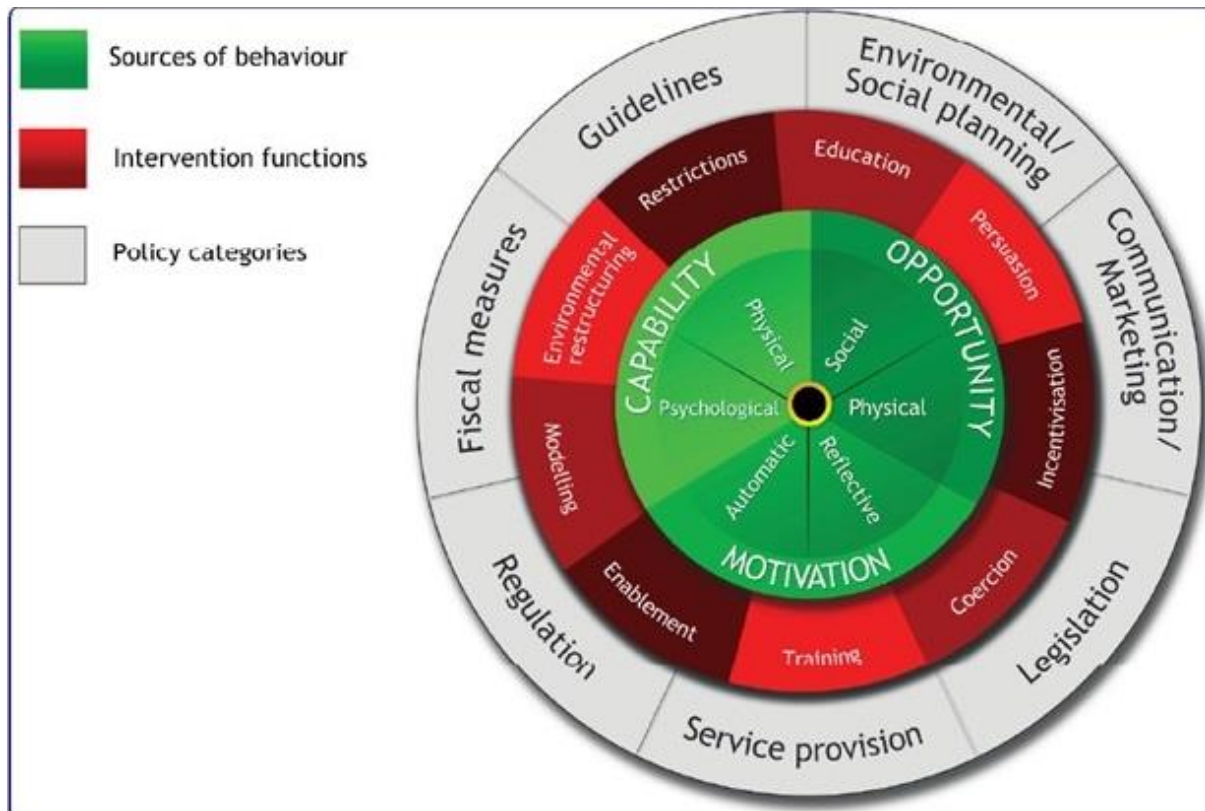 Sources of behaviour
Intervention functions
Policy categories
Guidelines
Environmental/
Social planning
Communication/
Marketing
Legislation
Service provision
Regulation
Fiscal measures
Restrictions
Education
Persuasion
Incentivisation
Coercion
Training
Enablement
Modelling
Environmental
restructuring
CAPABILITY
OPPORTUNITY
MOTIVATION
Physical
Social
Physical
Reflective
Automatic
Psychological